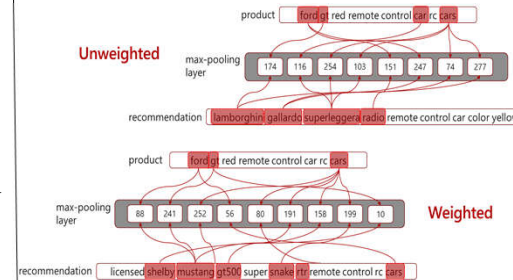 product ford gt red remote control car rc cars
Unweighted
max-pooling
layer
174 116 254 103 151 247 74 277
recommendation lamborghin gallardo superleggera radio remote control car color yellow
product ford gt red remote control car rc cars
max-pooling
layer
88 241 252 56 80 191 158 199 10
Weighted
recommendation licensed shelby mustang gt500 super snake rtr remote control rc cars